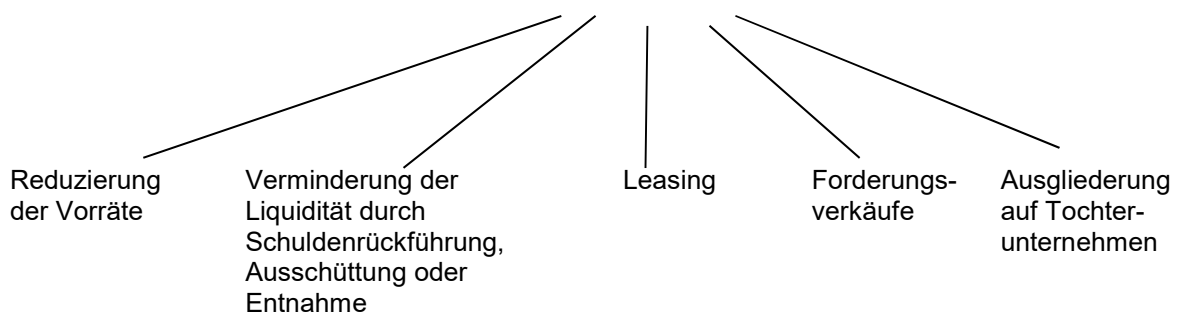 Reduzierung
der Vorräte
Verminderung der
Liquidität durch
Schuldenrückführung,
Ausschüttung oder
Entnahme
Leasing
Forderungs-
verkäufe
Ausgliederung
auf Tochter-
unternehmen